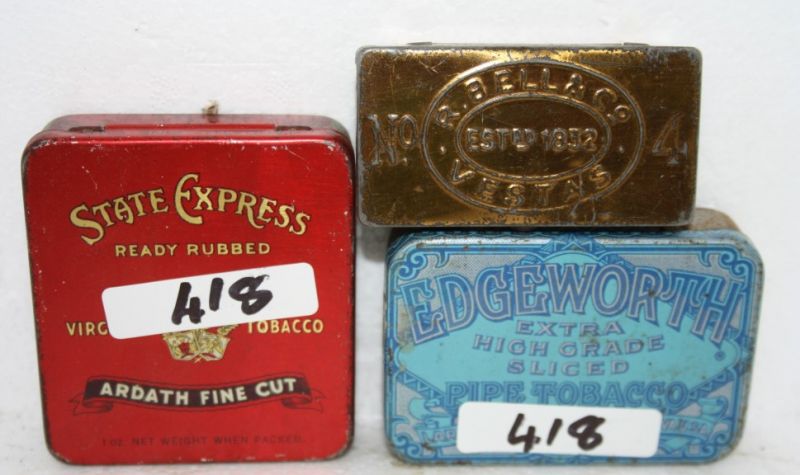 STATE EXPRESS
READY RUBBED
418
TOBACCO
ARDATH FINE CUT
1 OZ. NET WEIGHT WHEN PACKED
R. BELL & CO
ESTD 1832
No 4
VESTAS
EDGEWORTH
EXTRA
HIGH GRADE
SLICED
PIPE TOBACCO
418